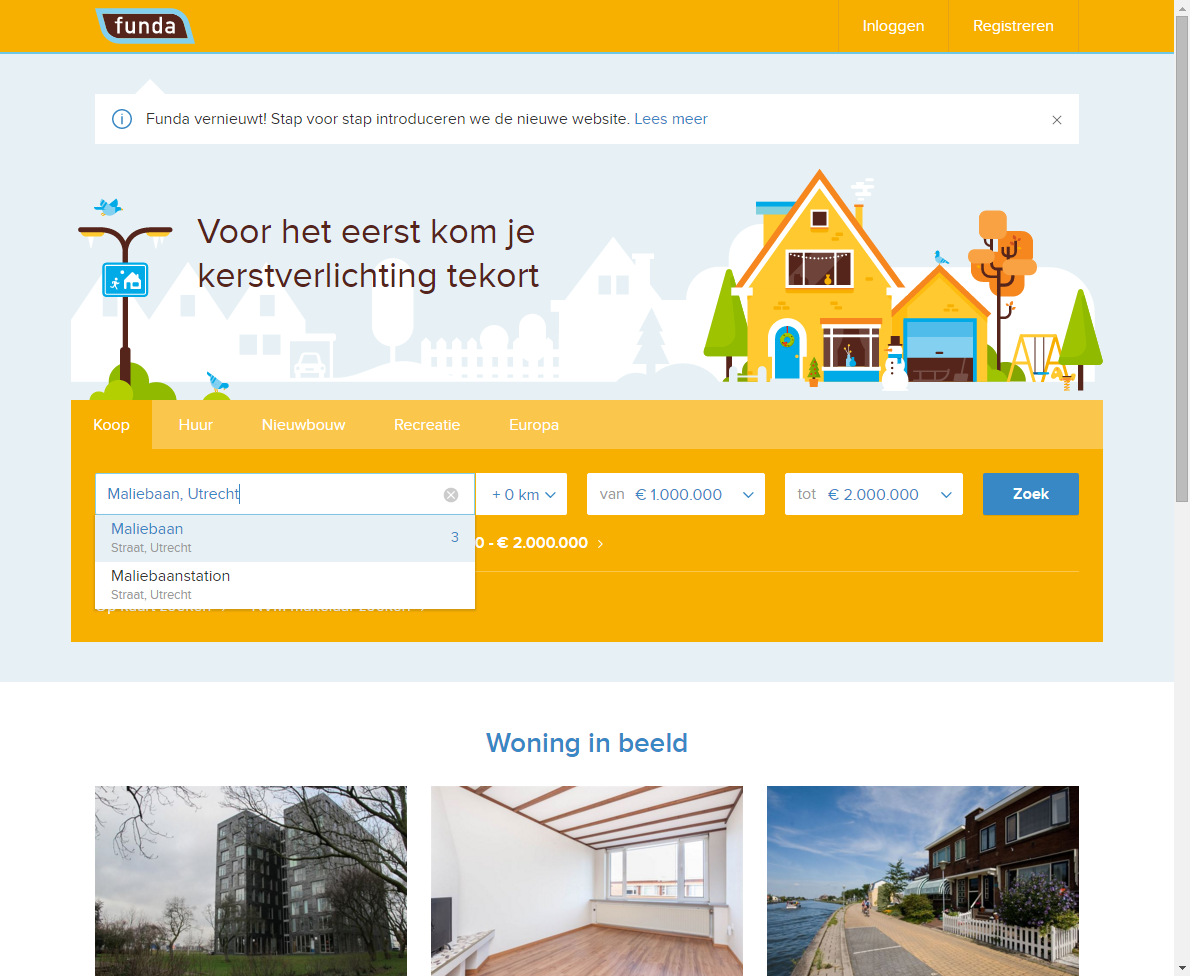 funda
Inloggen
Registreren
Funda vernieuwt! Stap voor stap introduceren we de nieuwe website. Lees meer
Voor het eerst kom je
kerstverlichting tekort
Koop
Huur
Nieuwbouw
Recreatie
Europa
Maliebaan, Utrecht
+ 0 km
van € 1.000.000
tot € 2.000.000
Zoek
Maliebaan
3
Straat, Utrecht
0 - € 2.000.000
Maliebaanstation
Straat, Utrecht
Woning in beeld